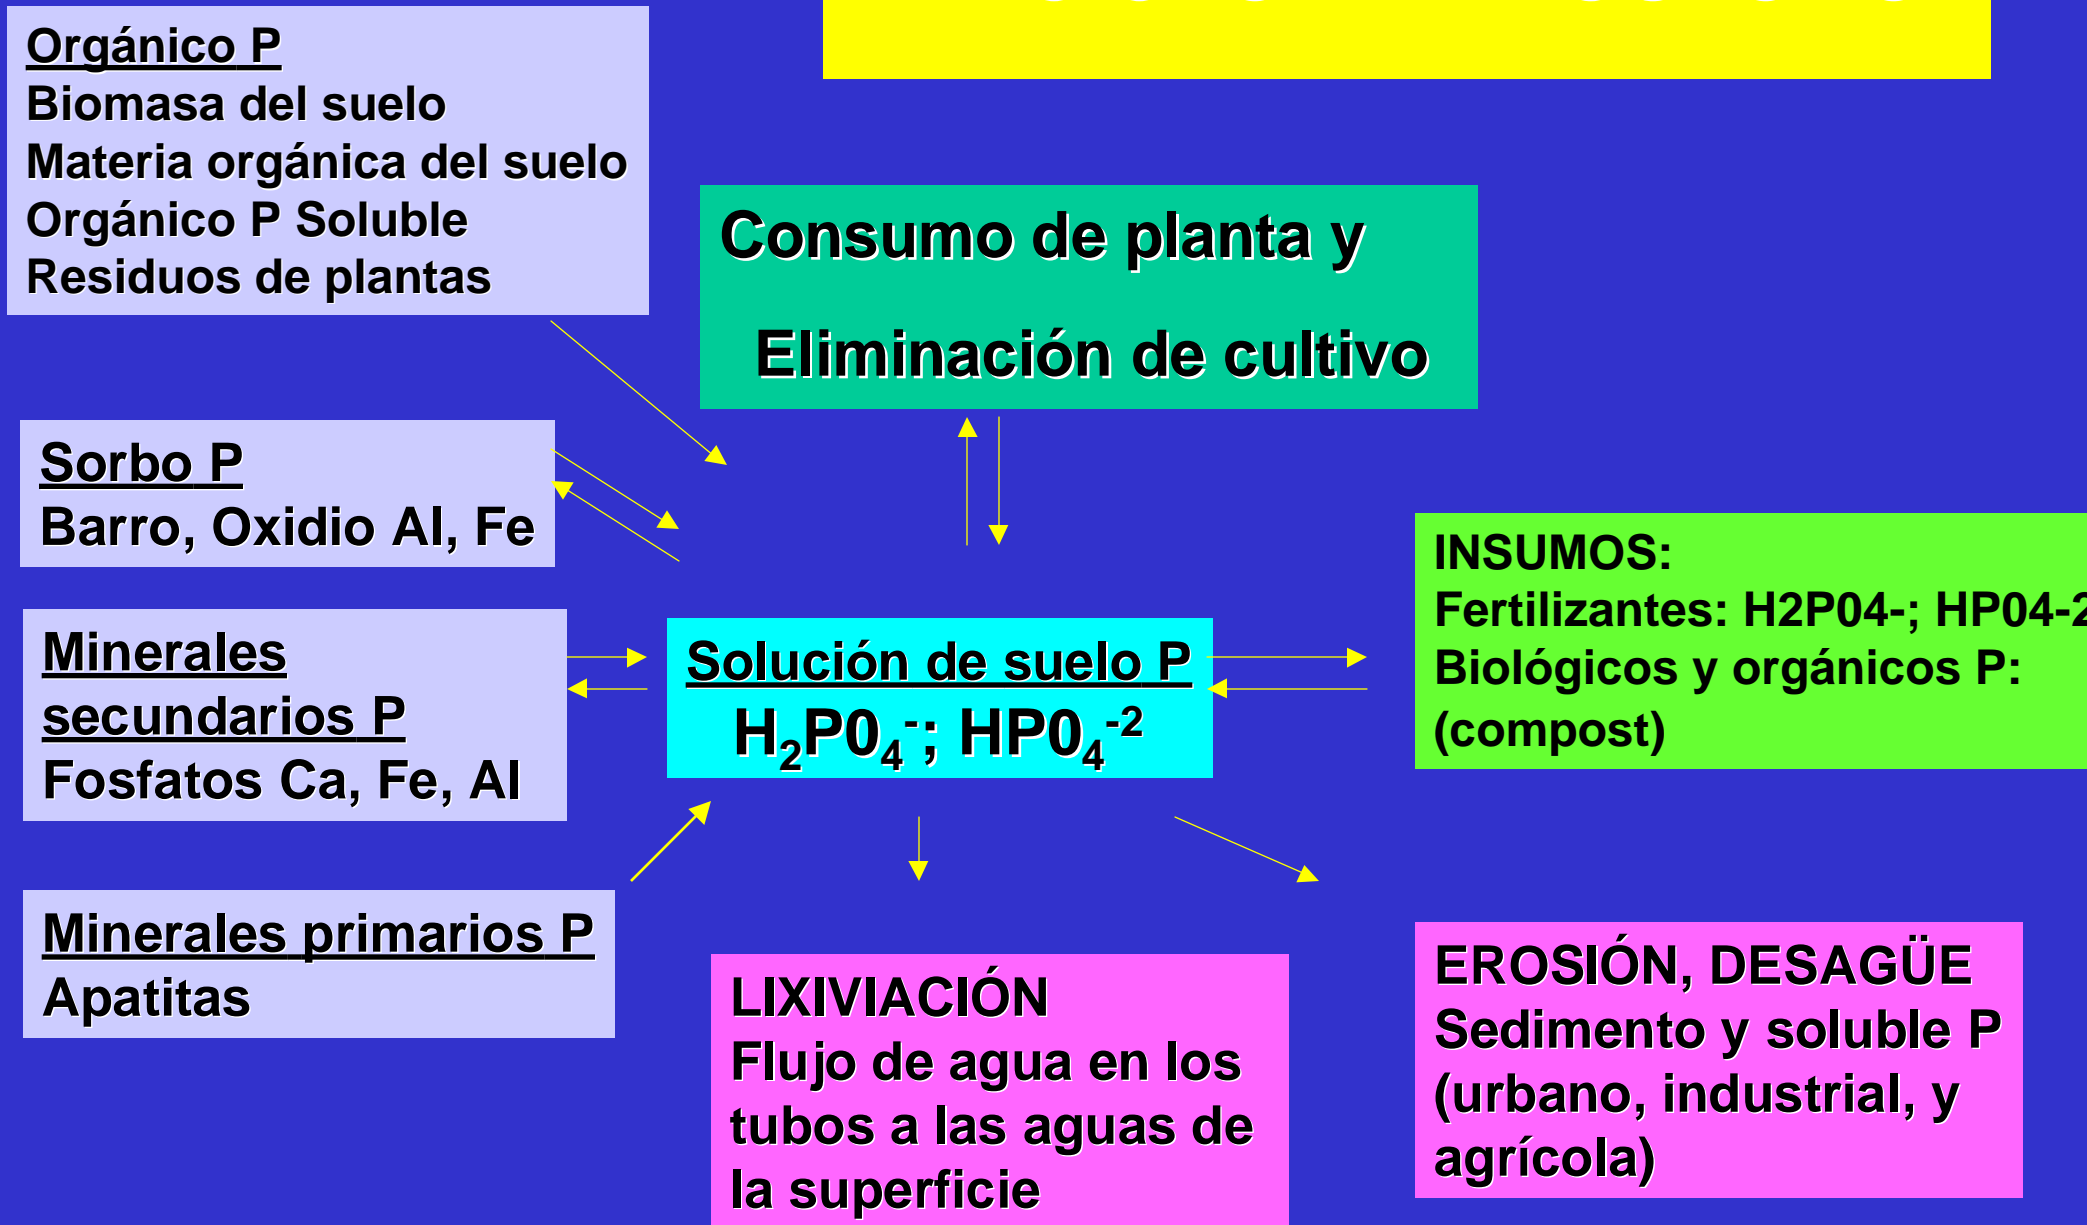 Orgánico P
Biomasa del suelo
Materia orgánica del suelo
Orgánico P Soluble
Residuos de plantas
Consumo de planta y
Eliminación de cultivo
Sorbo P
Barro, Oxidio Al, Fe
INSUMOS:
Fertilizantes: H2P04-; HP04-2
Biológicos y orgánicos P:
(compost)
Minerales
secundarios P
Fosfatos Ca, Fe, Al
Solución de suelo P
H₂P0₄⁻; HP0₄⁻²
Minerales primarios P
Apatitas
LIXIVIACIÓN
Flujo de agua en los
tubos a las aguas de
la superficie
EROSIÓN, DESAGÜE
Sedimento y soluble P
(urbano, industrial, y
agrícola)